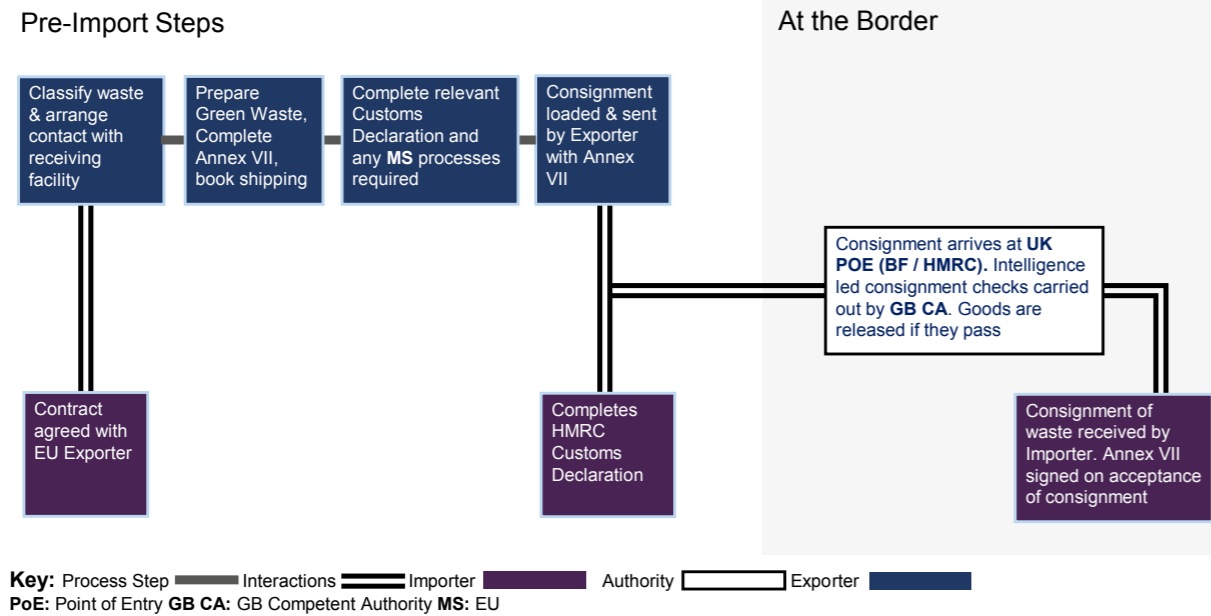 Pre-Import Steps
At the Border
Classify waste
& arrange
contact with
receiving
facility
Prepare
Green Waste,
Complete
Annex VII,
book shipping
Complete relevant
Customs
Declaration and
any MS processes
required
Consignment
loaded & sent
by Exporter
with Annex
VII
Consignment arrives at UK
POE (BF / HMRC). Intelligence
led consignment checks carried
out by GB CA. Goods are
released if they pass
Contract
agreed with
EU Exporter
Completes
HMRC
Customs
Declaration
Consignment of
waste received by
Importer. Annex VII
signed on acceptance
of consignment
Key: Process Step Interactions Importer Authority Exporter
PoE: Point of Entry GB CA: GB Competent Authority MS: EU